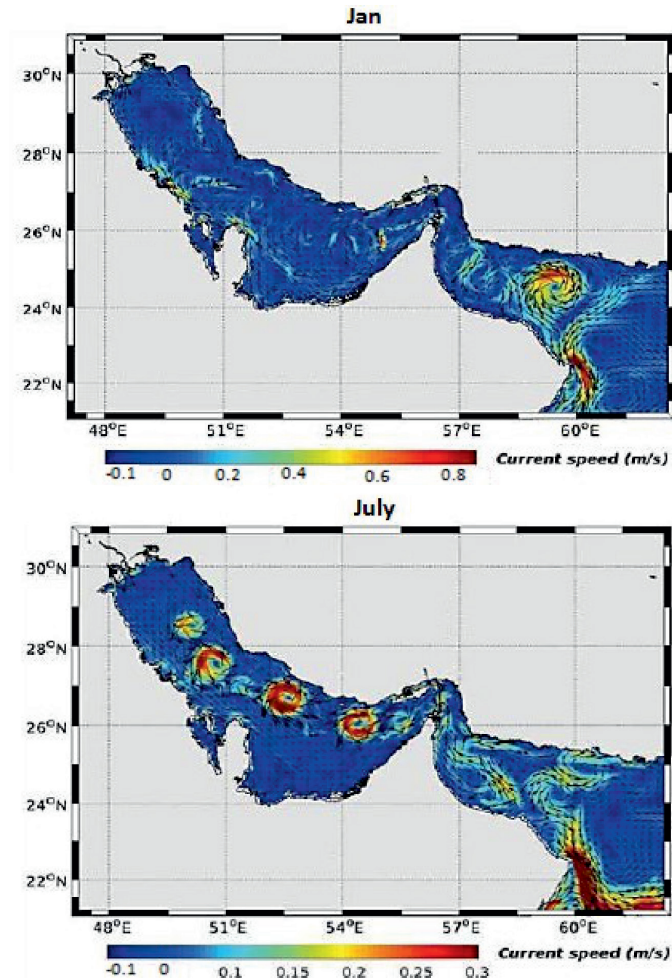 Jan
30°N
28°N
26°N
24°N
22°N
48°E 51°E 54°E 57°E 60°E
-0.1 0 0.2 0.4 0.6 0.8 Current speed (m/s)
July
30°N
28°N
26°N
24°N
22°N
48°E 51°E 54°E 57°E 60°E
-0.1 0 0.1 0.15 0.2 0.25 0.3 Current speed (m/s)